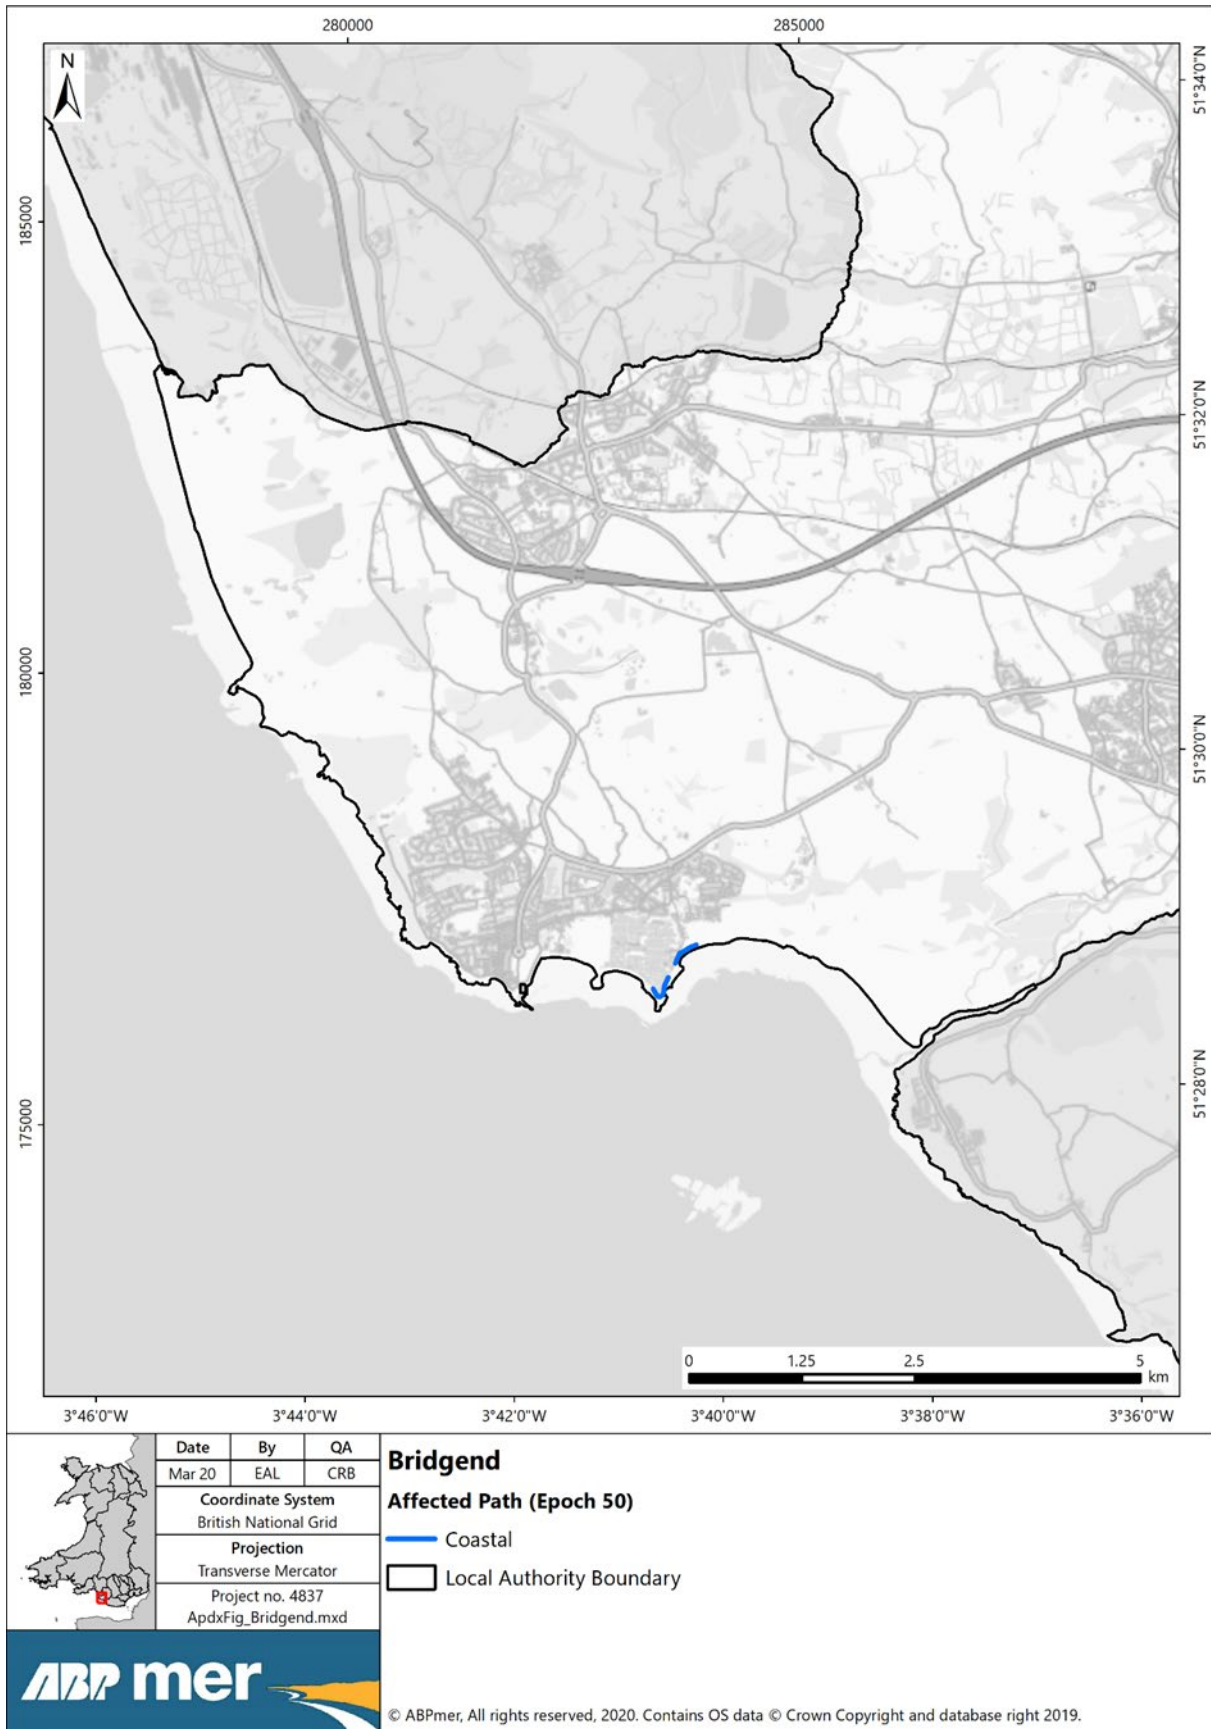 280000
285000
N
51°34'0"N
185000
51°32'0"N
180000
51°30'0"N
51°28'0"N
175000
0
1.25
2.5
5
km
3°46'0"W
3°44'0"W
3°42'0"W
3°40'0"W
3°38'0"W
3°36'0"W
Date By QA
Mar 20 EAL CRB
Coordinate System
British National Grid
Projection
Transverse Mercator
Project no. 4837
ApdxFig_Bridgend.mxd
ABPmer
Bridgend
Affected Path (Epoch 50)
Coastal
Local Authority Boundary
© ABPmer, All rights reserved, 2020. Contains OS data © Crown Copyright and database right 2019.